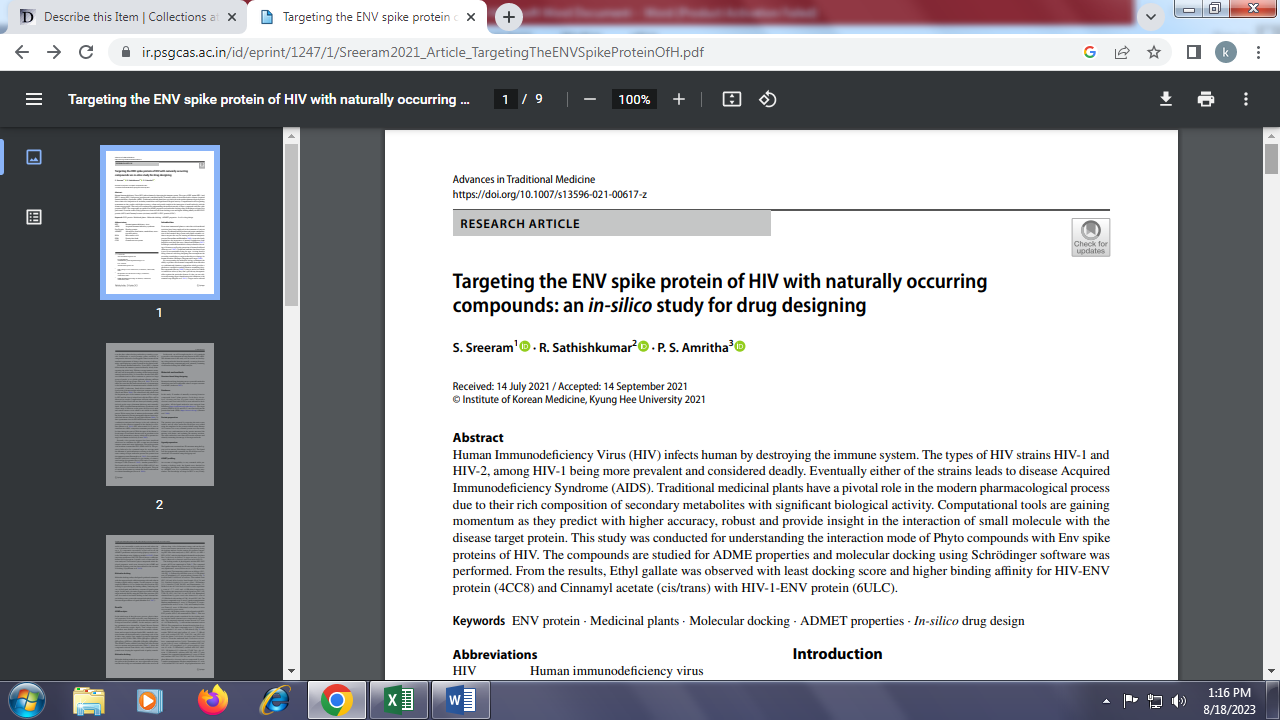 Describe this Item | Collections at
Targeting the ENV spike protein o
ir.psgcas.ac.in/id/eprint/1247/1/Sreeram2021_Article_TargetingTheENVSpikeProteinOfH.pdf
k
Targeting the ENV spike protein of HIV with naturally occurring ...
1 / 9
100%
1
2
Advances in Traditional Medicine
https://doi.org/10.1007/s13596-021-00617-z
RESEARCH ARTICLE
Check for
updates
Targeting the ENV spike protein of HIV with naturally occurring
compounds: an in-silico study for drug designing
S. Sreeram1 · R. Sathishkumar2 · P. S. Amritha3
Received: 14 July 2021 / Accepted: 14 September 2021
© Institute of Korean Medicine, Kyung Hee University 2021
Abstract
Human Immunodeficiency Virus (HIV) infects human by destroying the immune system. The types of HIV strains HIV-1 and
HIV-2, among HIV-1 being more prevalent and considered deadly. Eventually either of the strains leads to disease Acquired
Immunodeficiency Syndrome (AIDS). Traditional medicinal plants have a pivotal role in the modern pharmacological process
due to their rich composition of secondary metabolites with significant biological activity. Computational tools are gaining
momentum as they predict with higher accuracy, robust and provide insight in the interaction of small molecule with the
disease target protein. This study was conducted for understanding the interaction mode of Phyto compounds with Env spike
proteins of HIV. The compounds are studied for ADME properties and molecular docking using Schrödinger software was
performed. From the results, Ethyl gallate was observed with least docking score and higher binding affinity for HIV-ENV
protein (4CC8) and Cinnamyl acetate (cis/trans) with HIV-1-ENV protein (6ULC).
Keywords ENV protein · Medicinal plants · Molecular docking · ADMET properties · In-silico drug design
Abbreviations
HIV Human immunodeficiency virus
Introduction
1:16 PM
8/18/2023